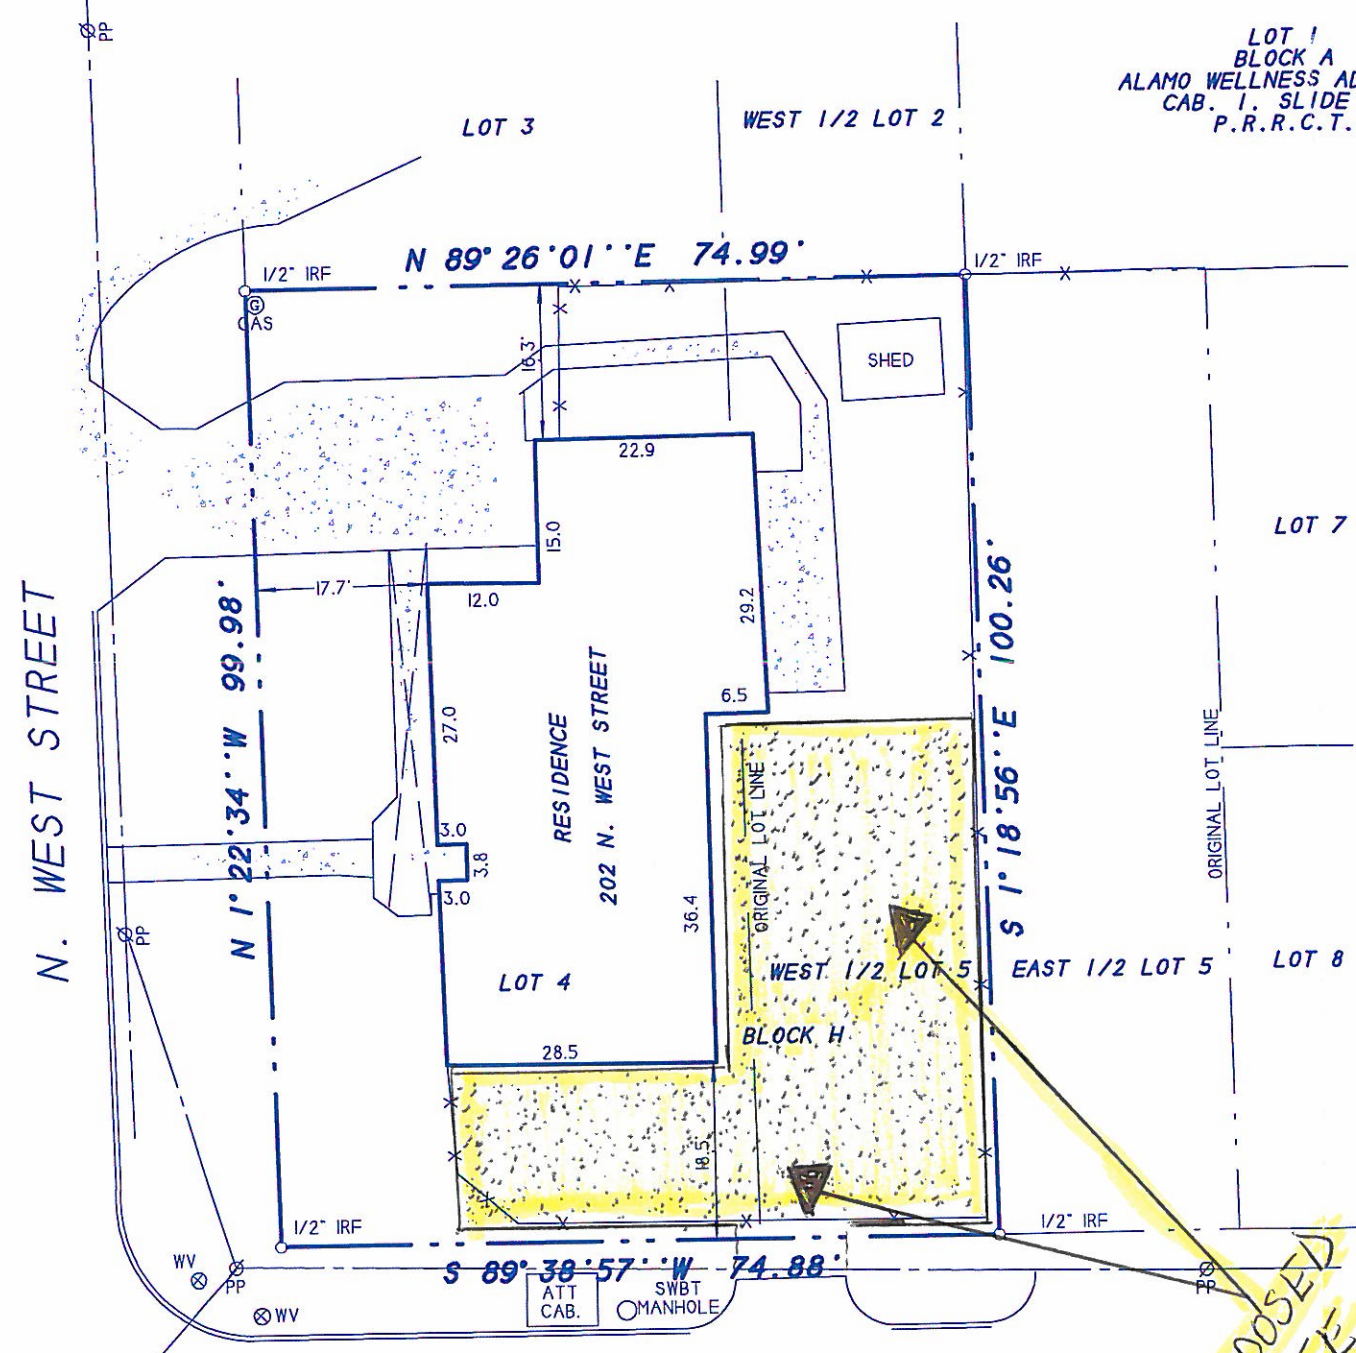 PP
LOT 1
BLOCK A
ALAMO WELLNESS
CAB. 1. SLIDE
P.R.R.C.T.
LOT 3
WEST 1/2 LOT 2
N 89°26'01''E 74.99'
1/2" IRF
1/2" IRF
G
GAS
SHED
16.3'
22.9
15.0
LOT 7
17.7'
12.0
29.2
N. WEST STREET
N 1°22'34''W 99.98'
S 1°18'56''E 100.26'
27.0
RESIDENCE
202 N. WEST STREET
6.5
ORIGINAL LOT LINE
ORIGINAL LOT LINE
3.0
3.8
3.0
36.4
PP
LOT 4
WEST 1/2 LOT 5
EAST 1/2 LOT 5
LOT 8
BLOCK H
28.5
18.5'
1/2" IRF
1/2" IRF
S 89°38'57''W 74.88'
WV
PP
WV
ATT
CAB.
SWBT
MANHOLE
PP